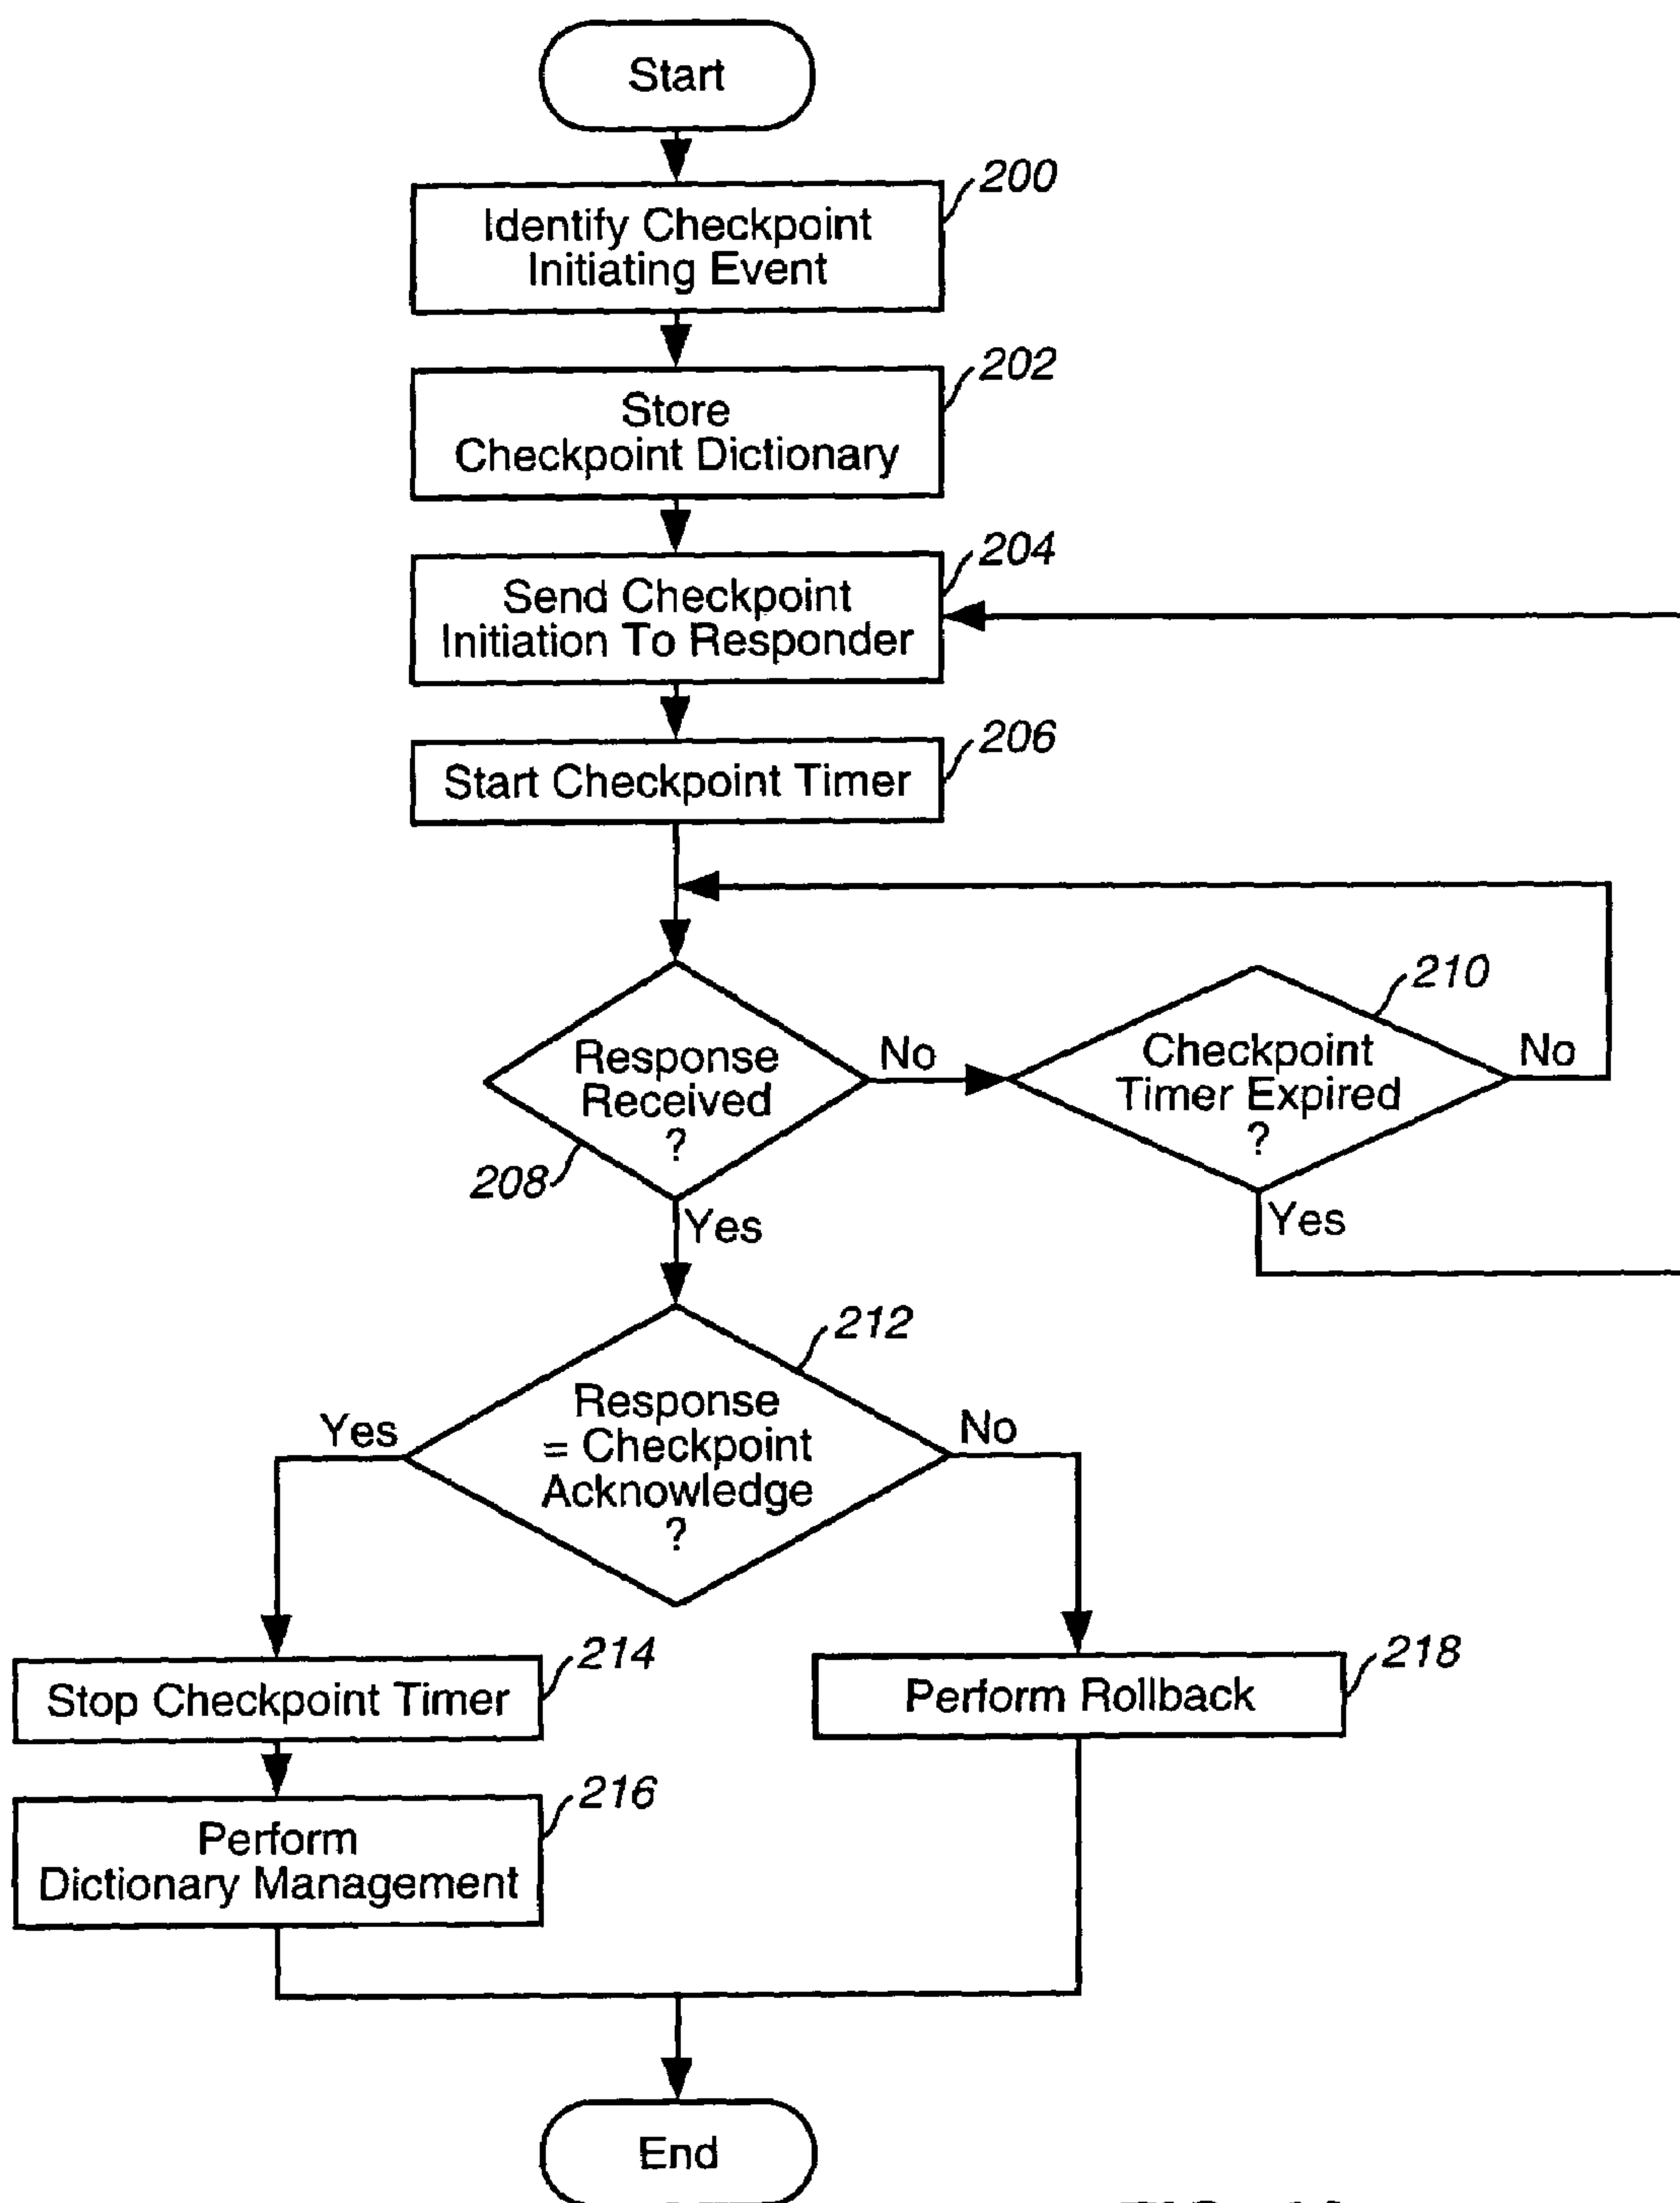 Start
200
Identify Checkpoint
Initiating Event
202
Store
Checkpoint Dictionary
204
Send Checkpoint
Initiation To Responder
206
Start Checkpoint Timer
210
Response
Received
?
No
Checkpoint
Timer Expired
?
No
208
Yes
Yes
212
Response
= Checkpoint
Acknowledge
?
Yes
No
214
Stop Checkpoint Timer
218
Perform Rollback
216
Perform
Dictionary Management
End